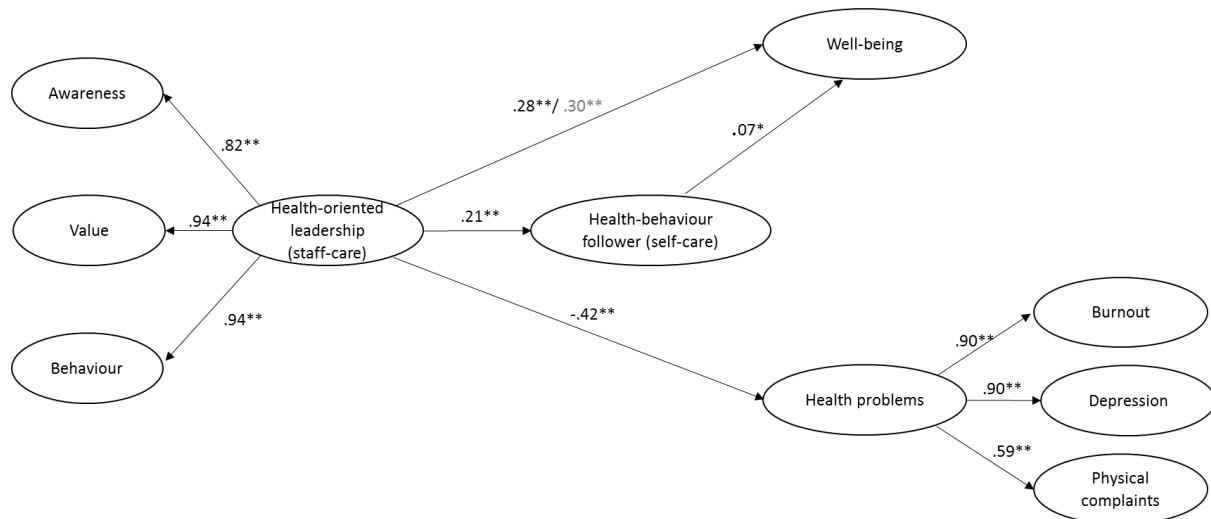 Well-being
Awareness
.28**/ .30**
.07*
.82**
Value
.94**
Health-oriented
leadership
(staff-care)
.21**
Health-behaviour
follower (self-care)
.94**
-.42**
Behaviour
Burnout
.90**
Health problems
.90**
Depression
.59**
Physical
complaints